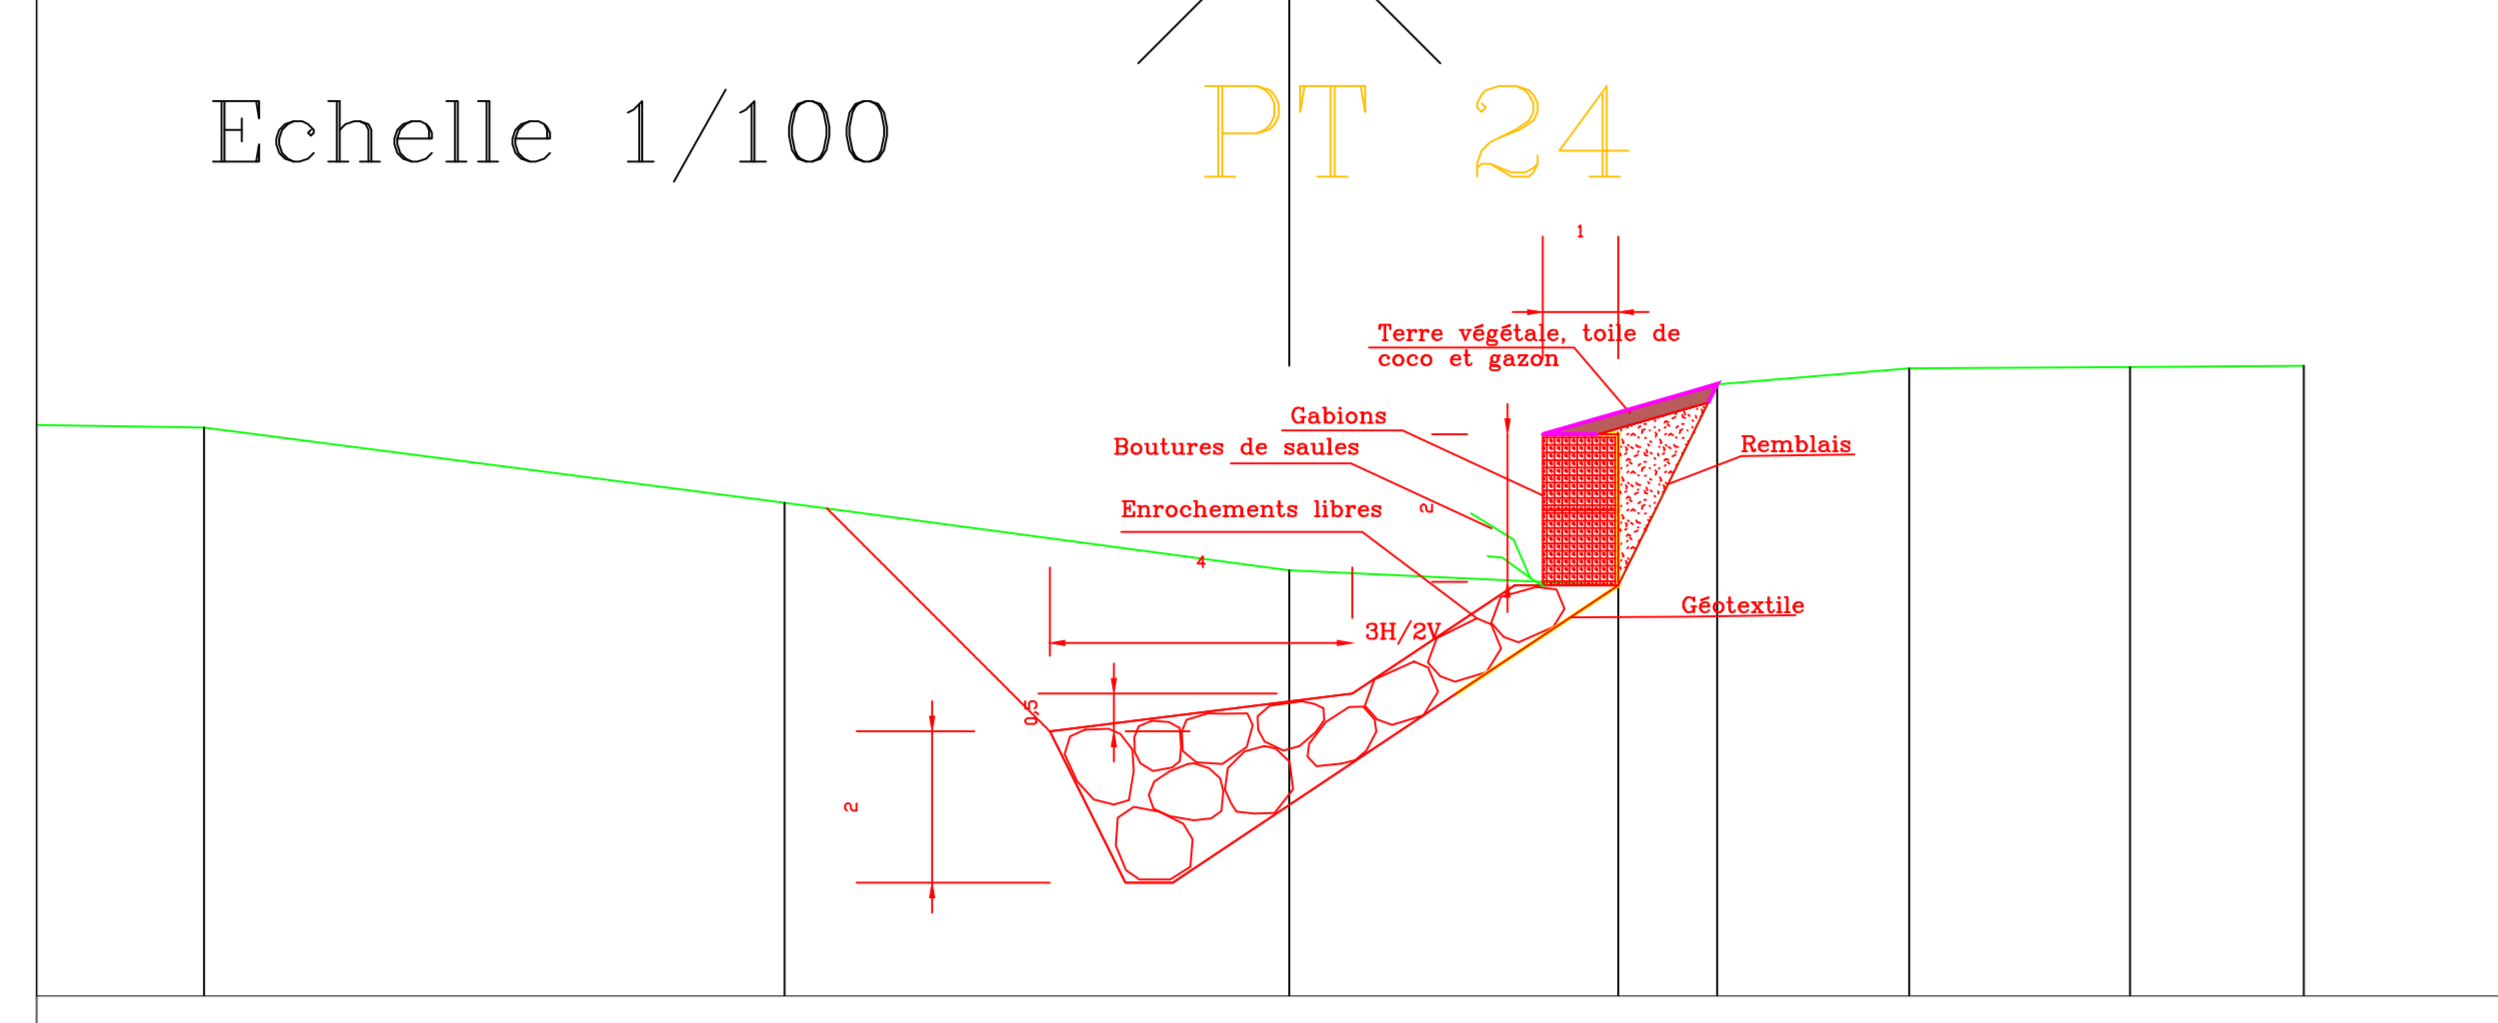 Echelle 1/100
PT 24
1
Terre végétale, toile de
coco et gazon
Gabions
Boutures de saules
Remblais
Enrochements libres
2
4
Géotextile
3H/2V
0,5
2